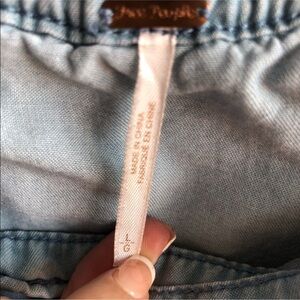 Free People
MADE IN CHINA
FABRIQUÉ EN CHINE
L
G